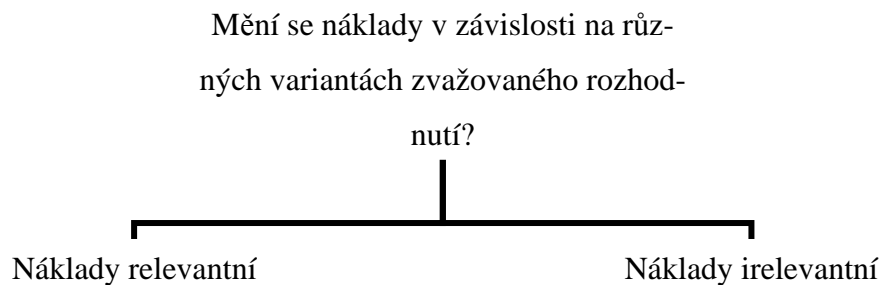 Mění se náklady v závislosti na růz-
ných variantách zvažovaného rozhod-
nutí?
Náklady relevantní
Náklady irelevantní